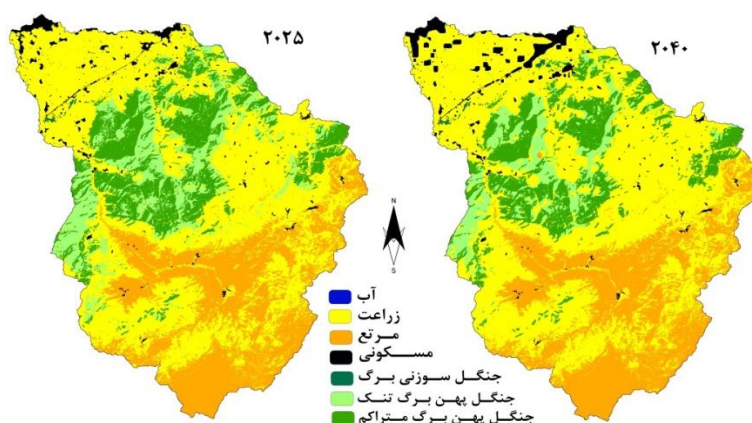 ۲۰۲۵
۲۰۴۰
N
S
آب
زراعت
مرتع
مسکونی
جنگل سوزنی برگ
جنگل پهن برگ تنک
جنگل پهن برگ متراکم